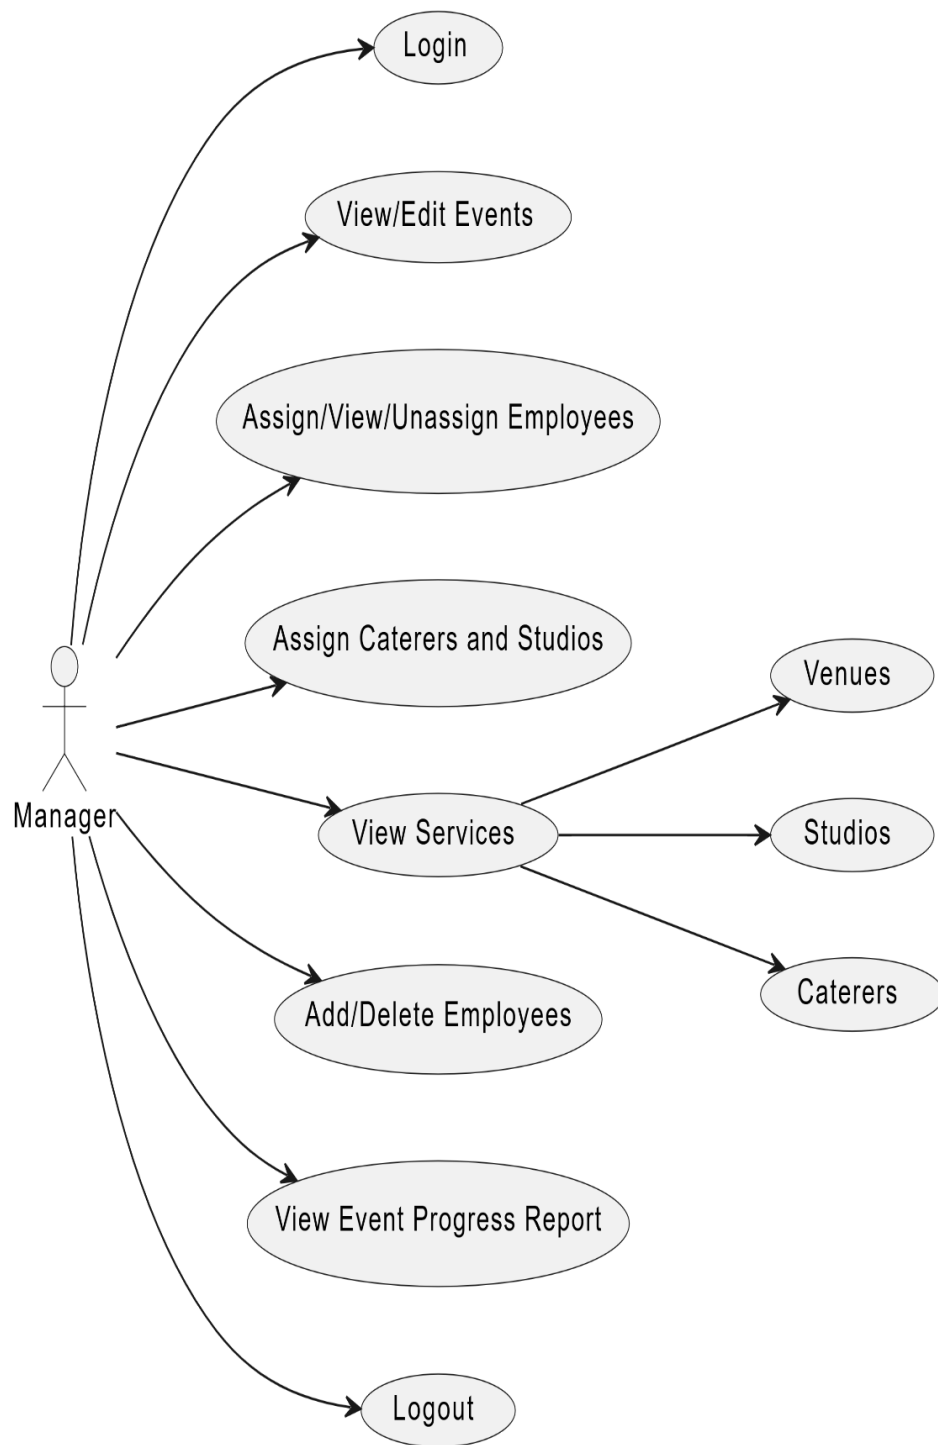 Login
View/Edit Events
Assign/View/Unassign Employees
Assign Caterers and Studios
Venues
Manager
View Services
Studios
Caterers
Add/Delete Employees
View Event Progress Report
Logout